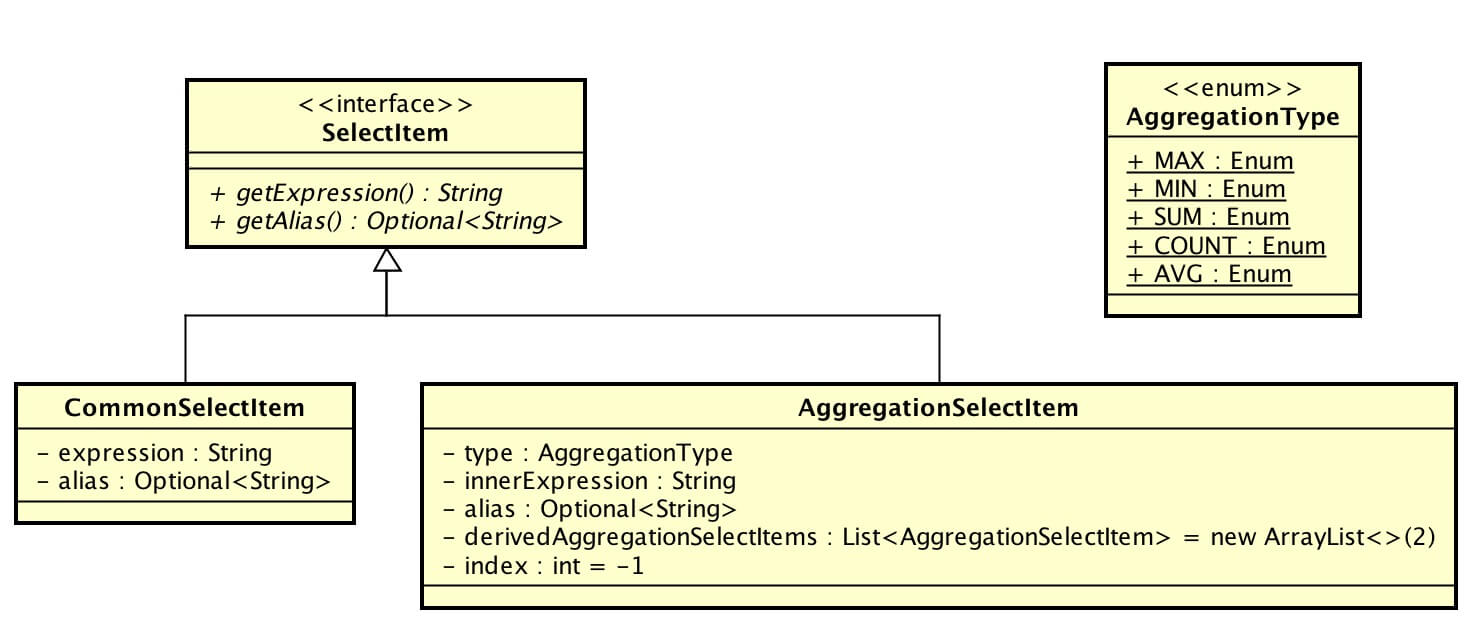 <<interface>>
SelectItem
+ getExpression() : String
+ getAlias() : Optional<String>
<<enum>>
AggregationType
+ MAX : Enum
+ MIN : Enum
+ SUM : Enum
+ COUNT : Enum
+ AVG : Enum
CommonSelectItem
- expression : String
- alias : Optional<String>
AggregationSelectItem
- type : AggregationType
- innerExpression : String
- alias : Optional<String>
- derivedAggregationSelectItems : List<AggregationSelectItem> = new ArrayList<>(2)
- index : int = -1